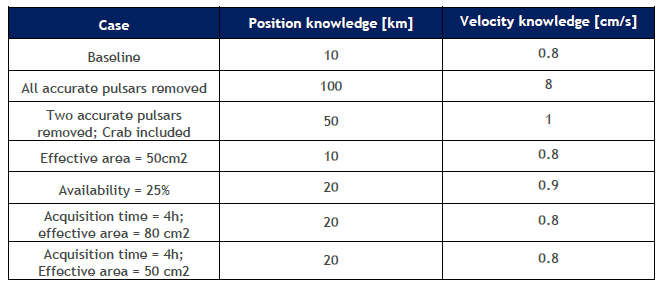 Case Position knowledge [km] Velocity knowledge [cm/s]
Baseline 10 0.8
All accurate pulsars removed 100 8
Two accurate pulsars
removed; Crab included 50 1
Effective area = 50cm2 10 0.8
Availability = 25% 20 0.9
Acquisition time = 4h;
effective area = 80 cm2 20 0.8
Acquisition time = 4h;
Effective area = 50 cm2 20 0.8